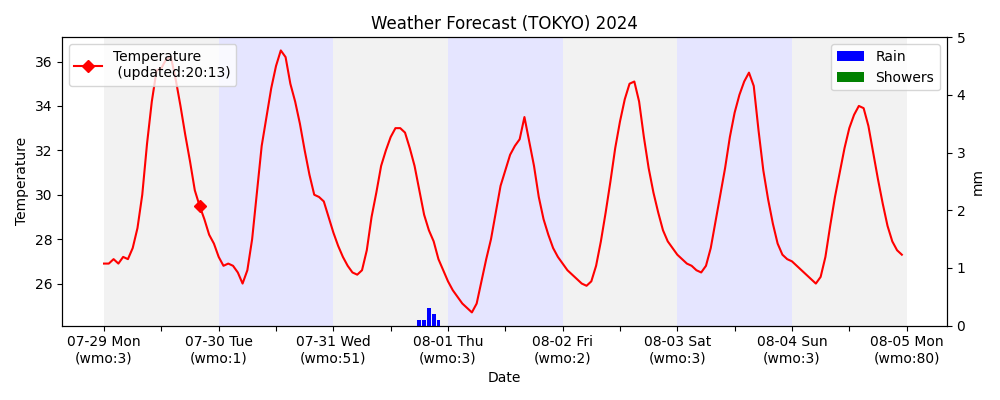 Weather Forecast (TOKYO) 2024
Temperature
(updated:20:13)
Rain
Showers
36
34
32
30
28
26
Temperature
5
4
3
2
1
0
mm
07-29 Mon
(wmo:3)
07-30 Tue
(wmo:1)
07-31 Wed
(wmo:51)
08-01 Thu
(wmo:3)
08-02 Fri
(wmo:2)
08-03 Sat
(wmo:3)
08-04 Sun
(wmo:3)
08-05 Mon
(wmo:80)
Date